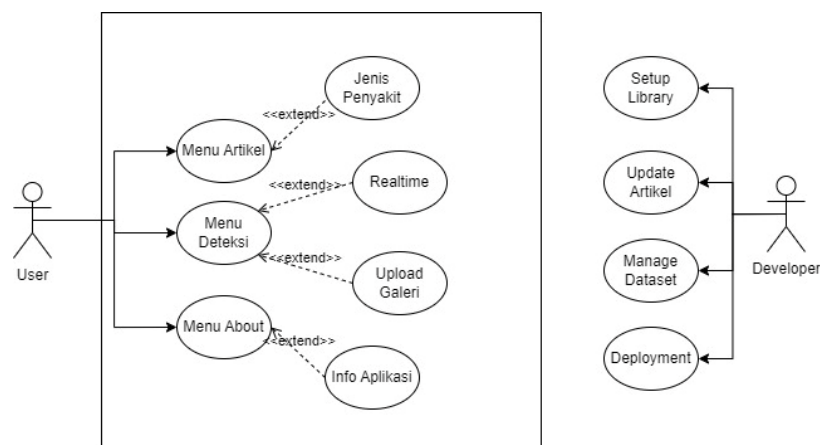 Jenis
Penyakit
<<extend>>
Menu Artikel
<<extend>>
Realtime
Menu
Deteksi
<<extend>>
Upload
Galeri
Menu About
<<extend>>
Info Aplikasi
User
Setup
Library
Update
Artikel
Manage
Dataset
Deployment
Developer